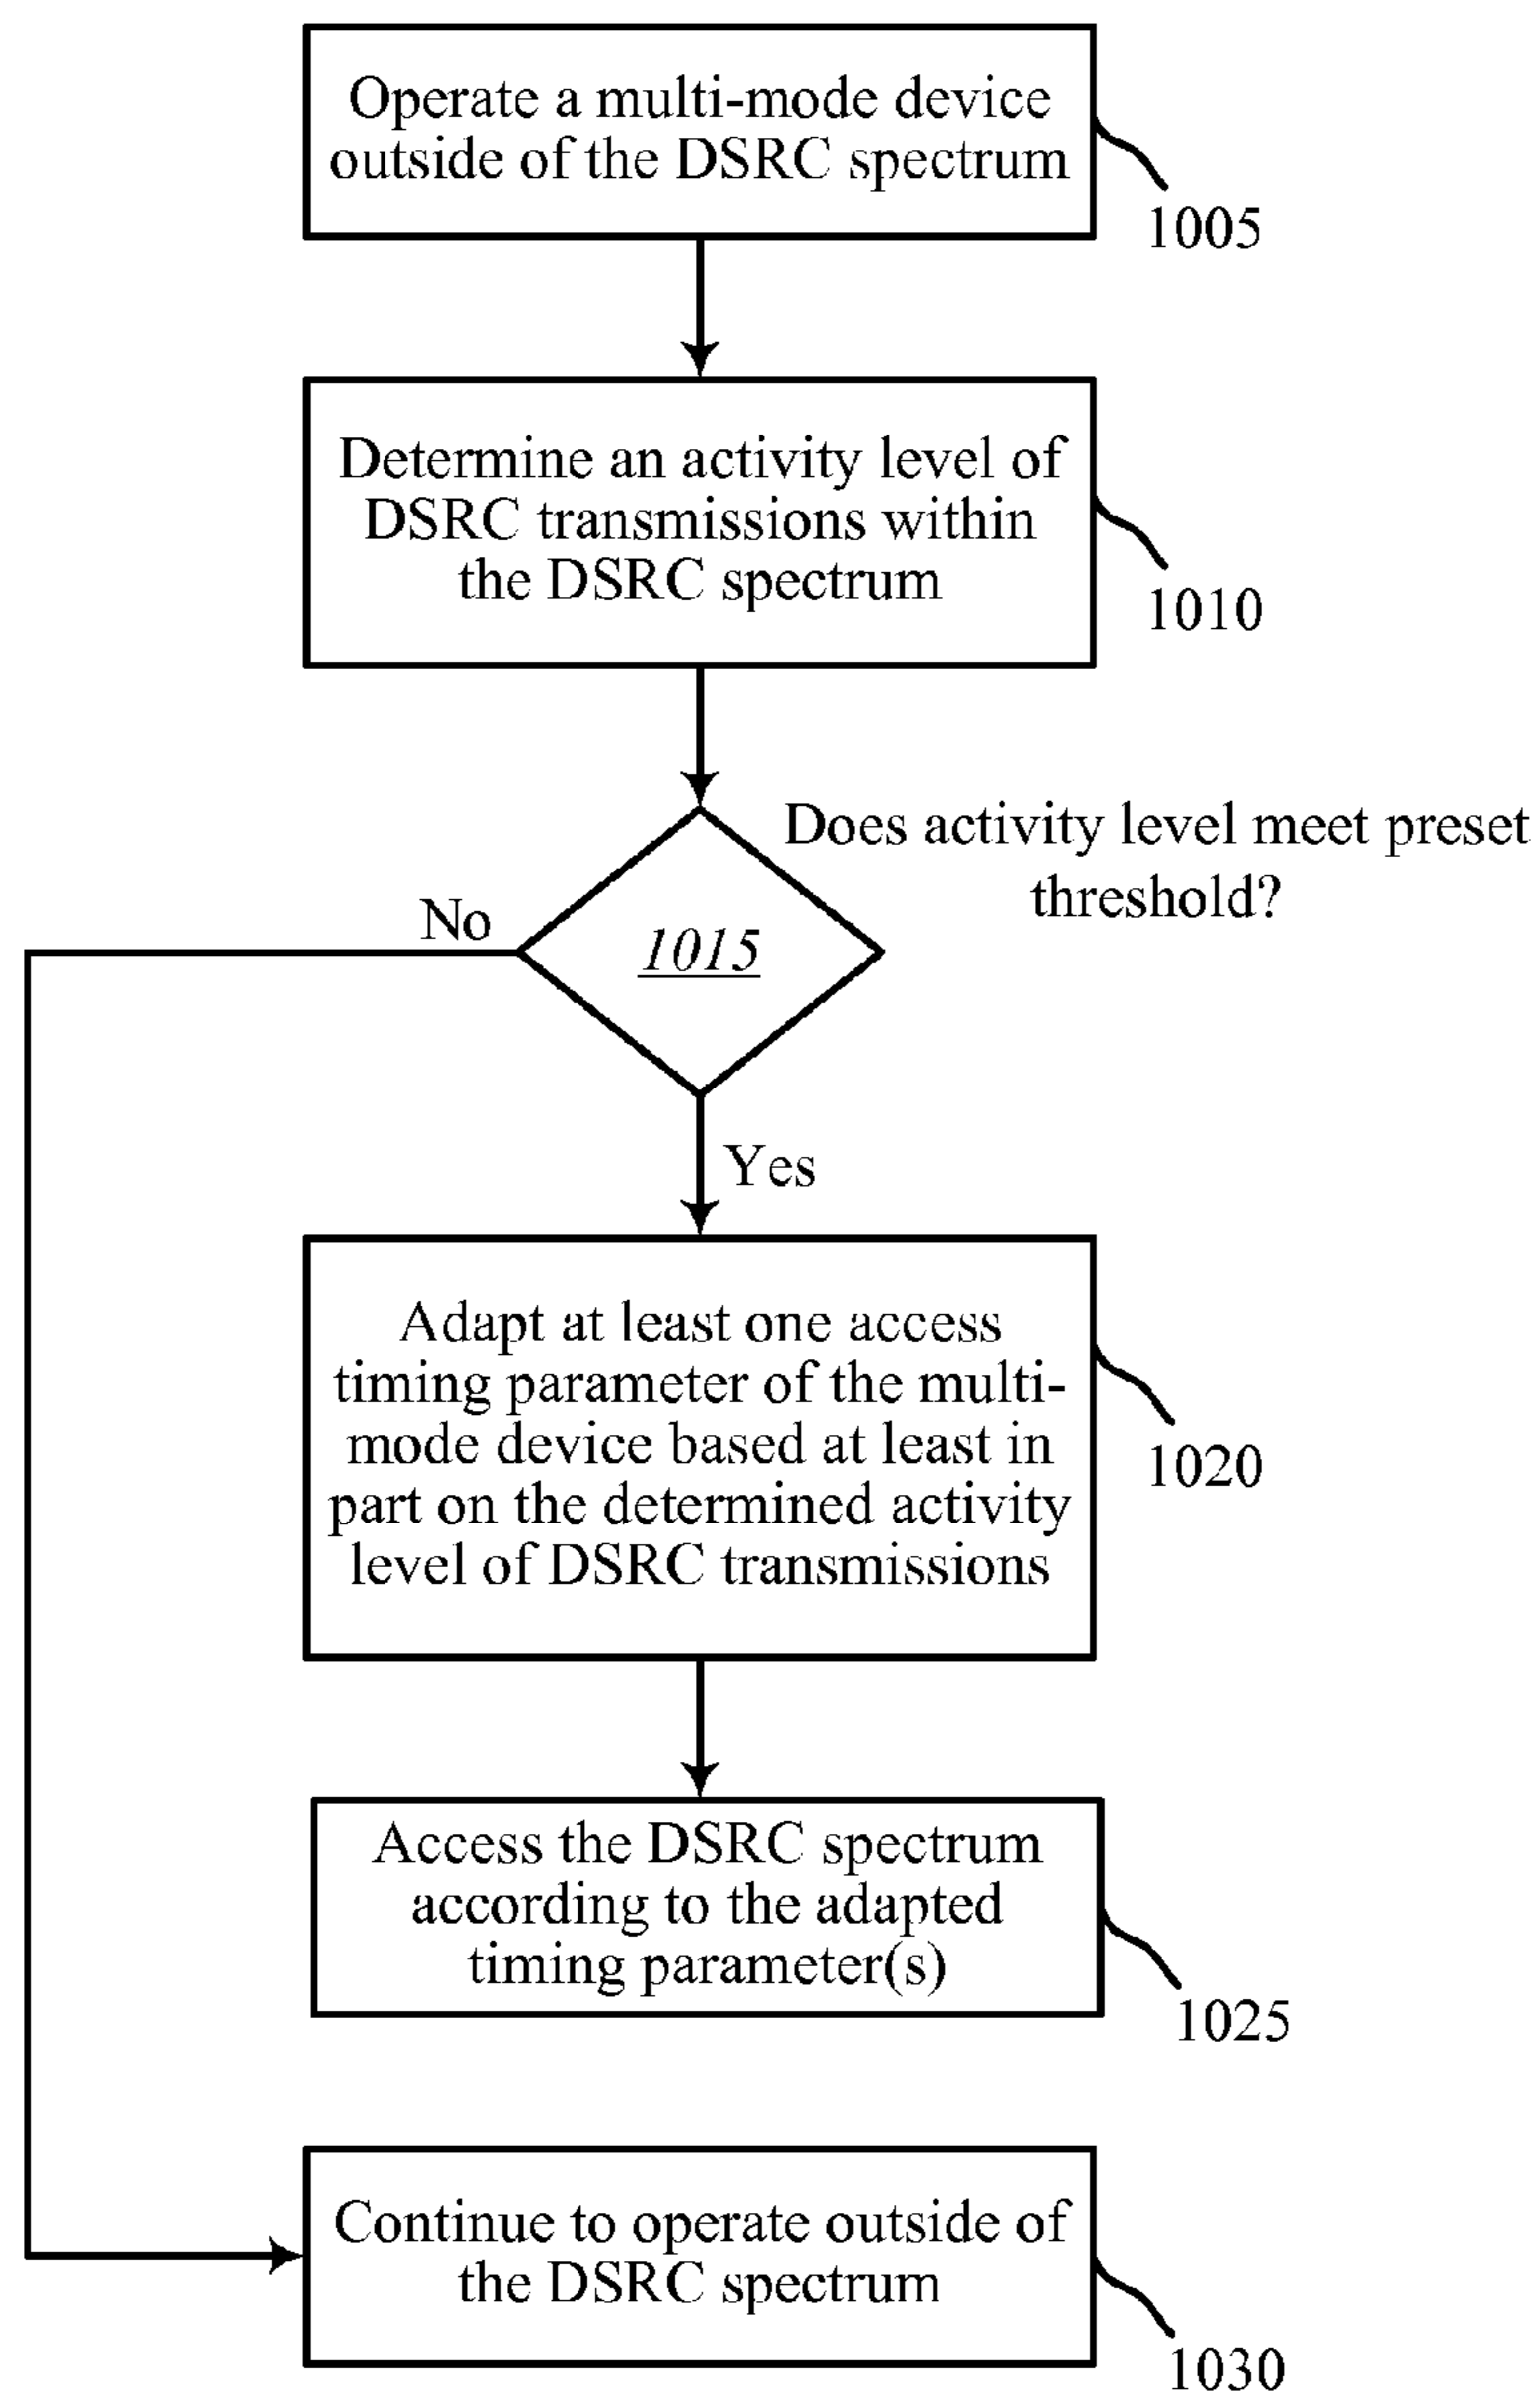 Operate a multi-mode device
outside of the DSRC spectrum
1005
Determine an activity level of
DSRC transmissions within
the DSRC spectrum
1010
Does activity level meet preset
threshold?
No
1015
Yes
Adapt at least one access
timing parameter of the multi-
mode device based at least in
part on the determined activity
level of DSRC transmissions
1020
Access the DSRC spectrum
according to the adapted
timing parameter(s)
1025
Continue to operate outside of
the DSRC spectrum
1030